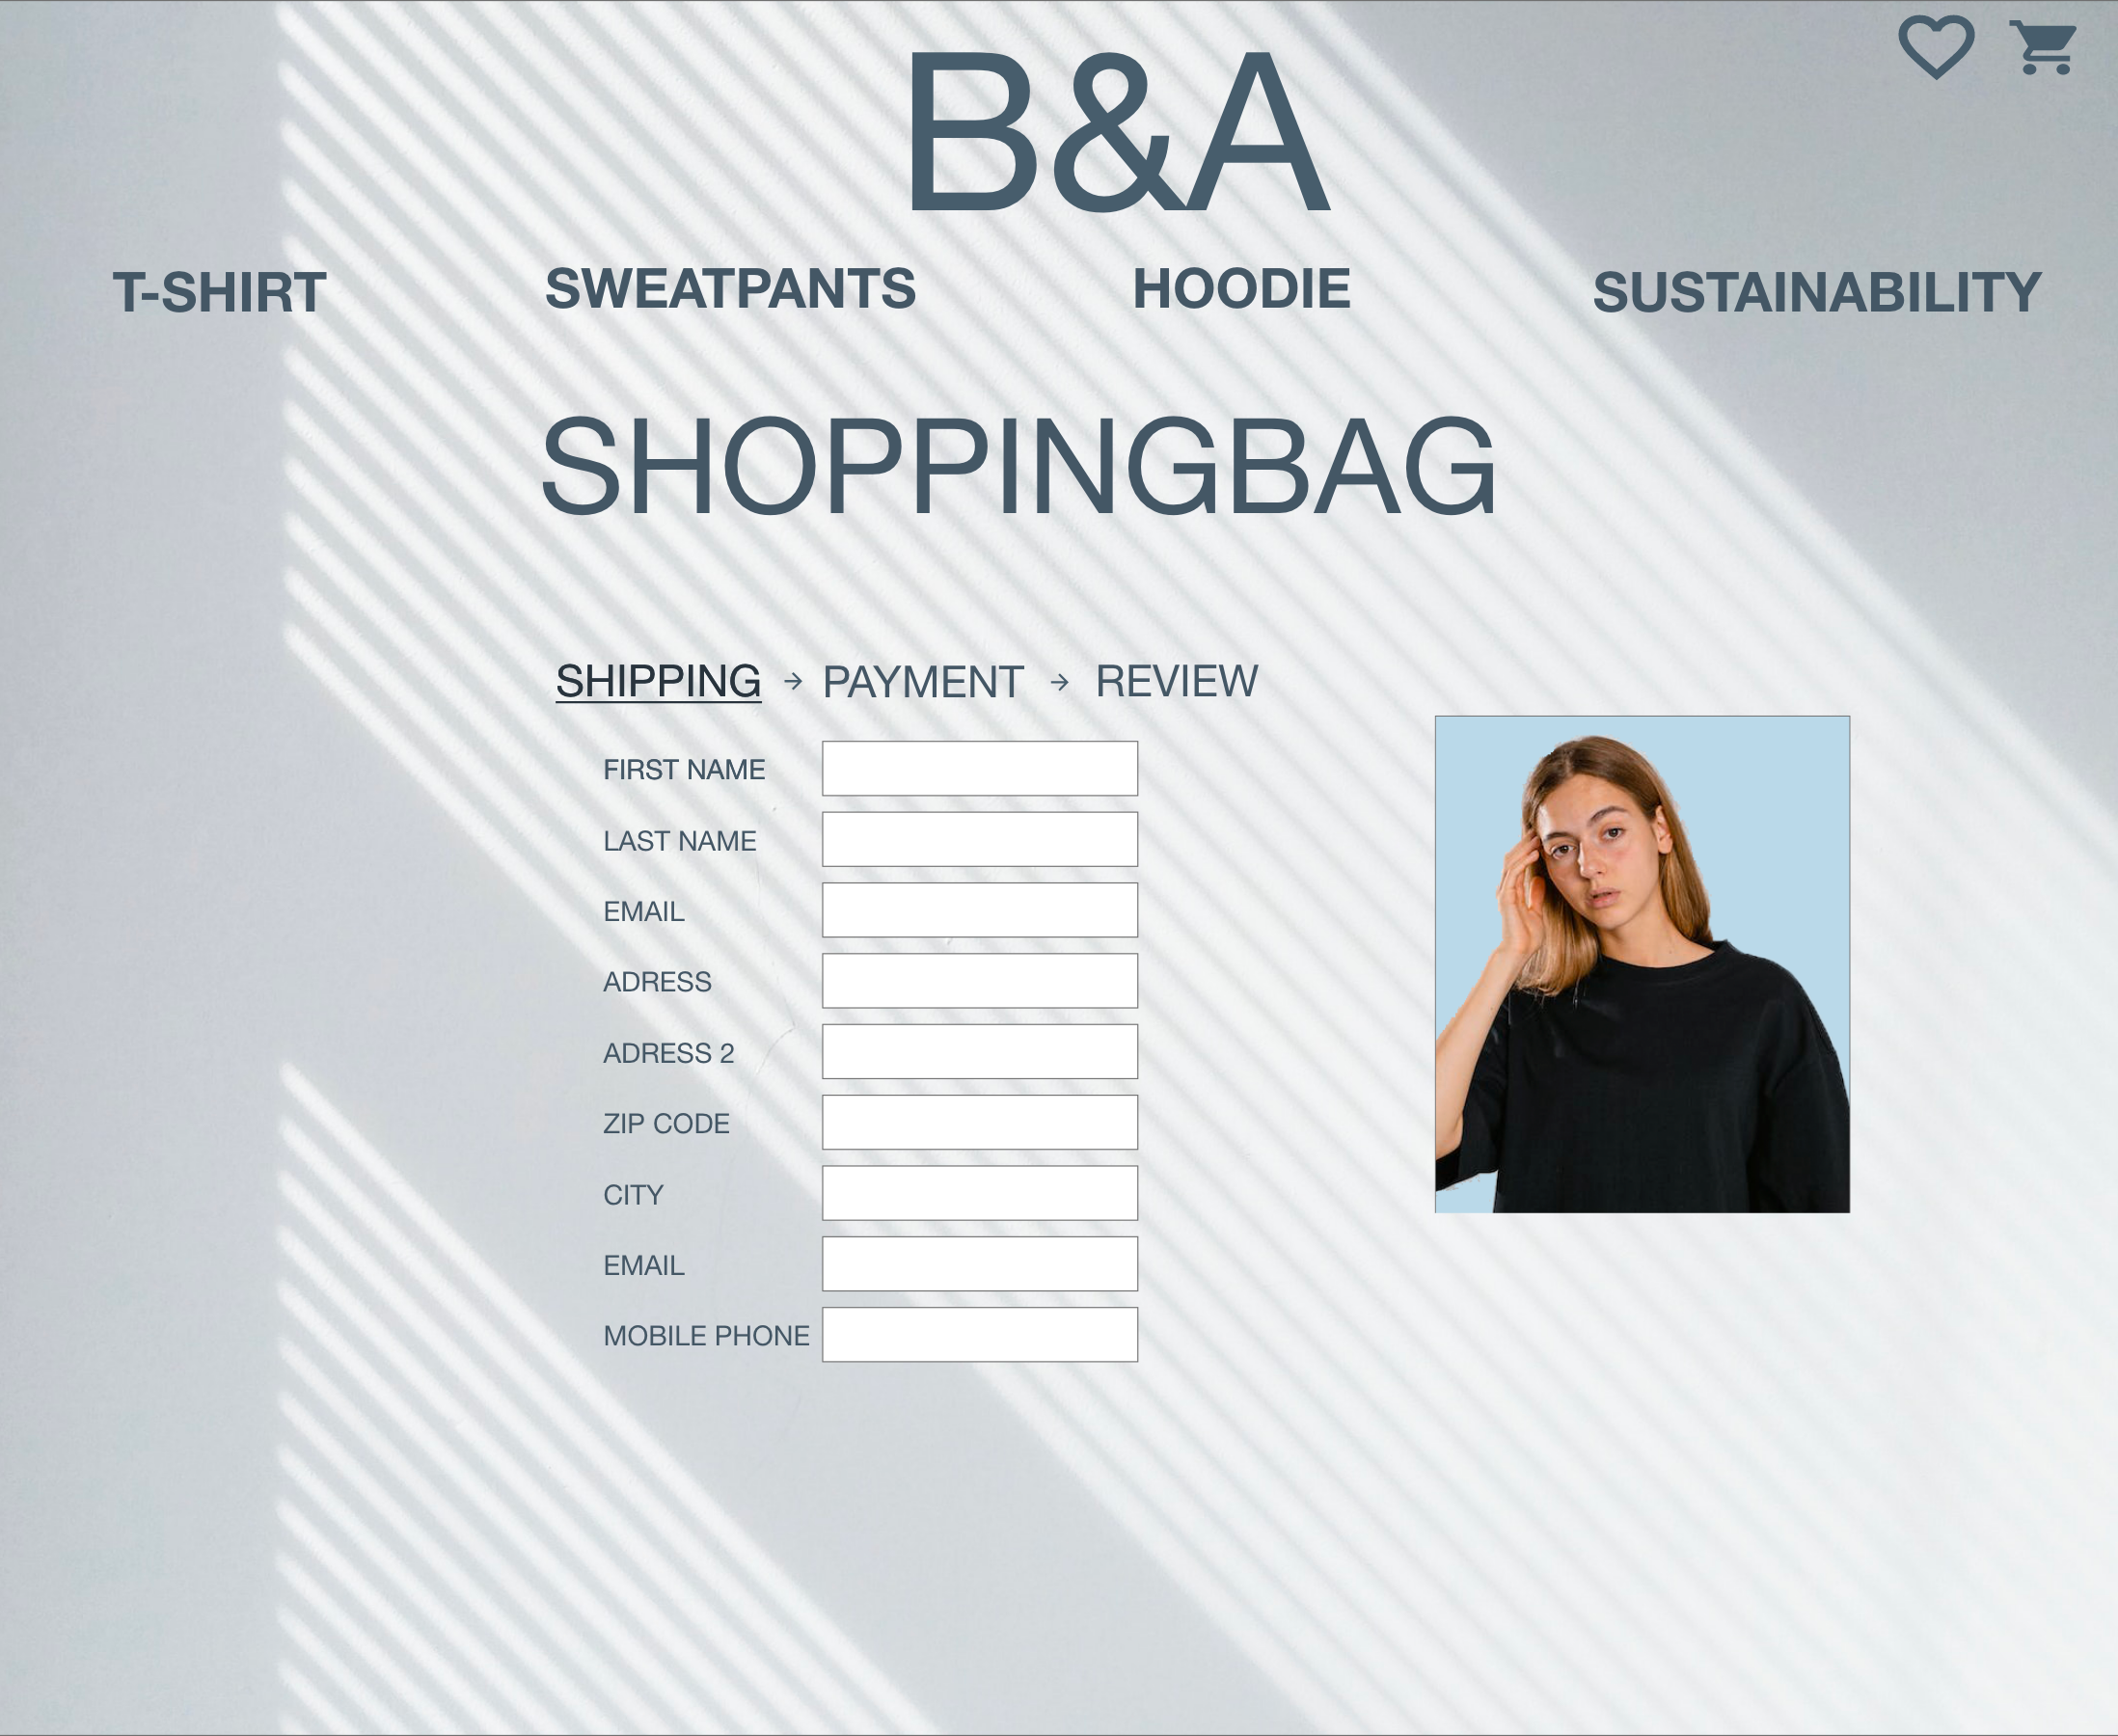 B&A
T-SHIRT SWEATPANTS HOODIE SUSTAINABILITY
SHOPPINGBAG
SHIPPING → PAYMENT → REVIEW
FIRST NAME
LAST NAME
EMAIL
ADRESS
ADRESS 2
ZIP CODE
CITY
EMAIL
MOBILE PHONE